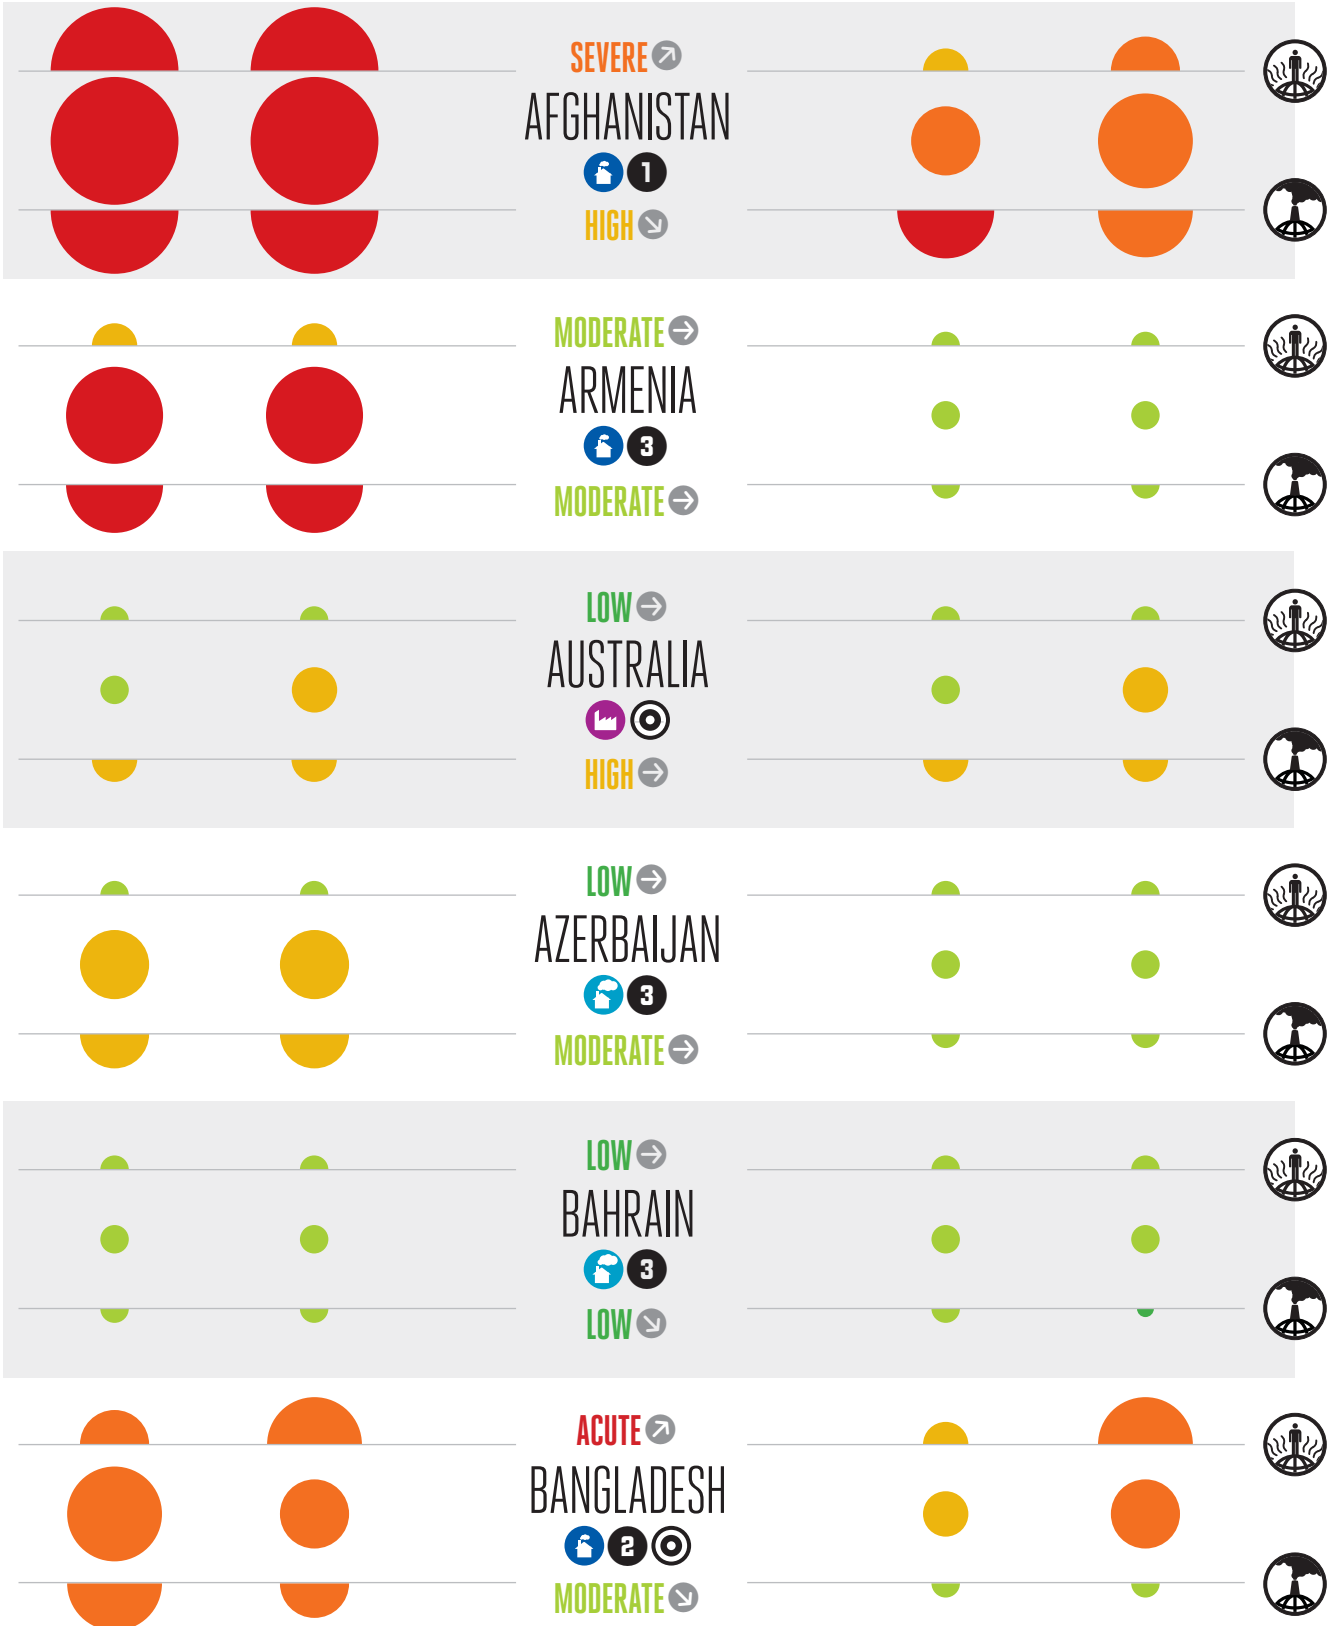 SEVERE
AFGHANISTAN
1
HIGH
MODERATE
ARMENIA
3
MODERATE
LOW
AUSTRALIA
HIGH
LOW
AZERBAIJAN
3
MODERATE
LOW
BAHRAIN
3
LOW
ACUTE
BANGLADESH
2
MODERATE